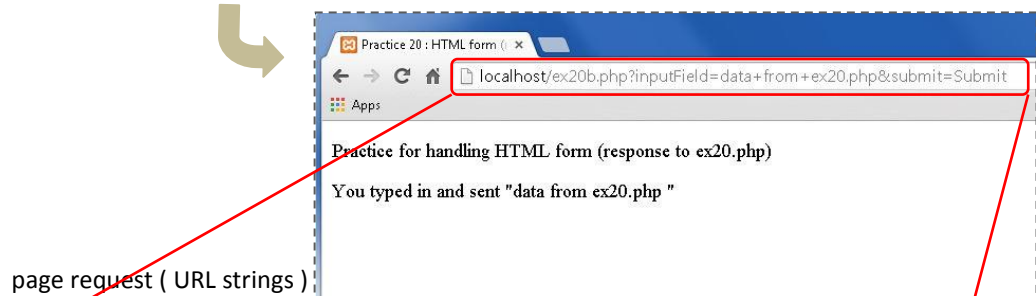 Practice 20 : HTML form (
localhost/ex20b.php?inputField=data+from+ex20.php&submit=Submit
Apps
Practice for handling HTML form (response to ex20.php)
You typed in and sent "data from ex20.php "
page request ( URL strings )